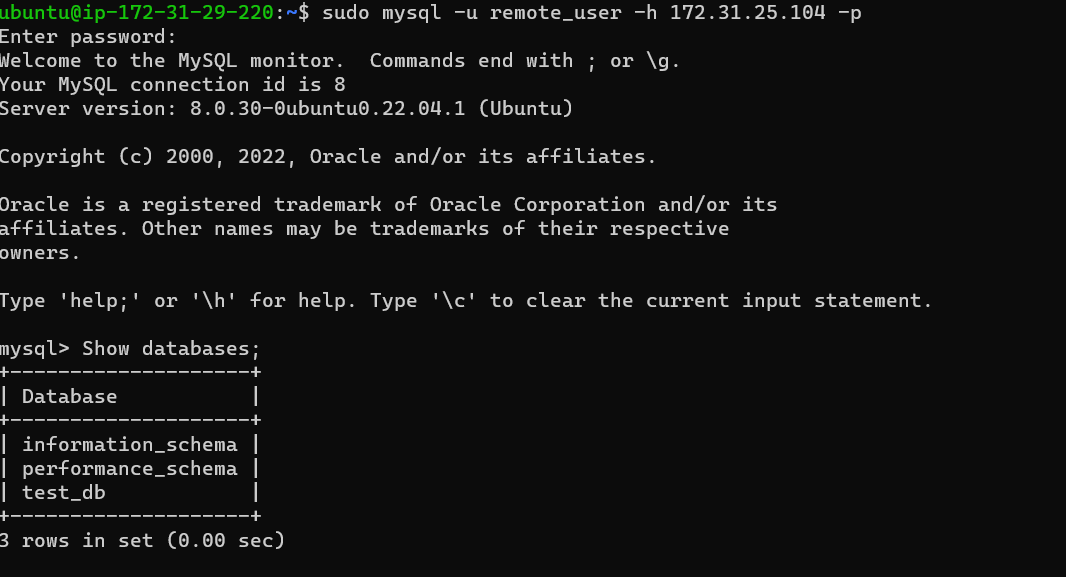 ubuntu@ip-172-31-29-220:~$ sudo mysql -u remote_user -h 172.31.25.104 -p
Enter password:
Welcome to the MySQL monitor.  Commands end with ; or \g.
Your MySQL connection id is 8
Server version: 8.0.30-0ubuntu0.22.04.1 (Ubuntu)

Copyright (c) 2000, 2022, Oracle and/or its affiliates.

Oracle is a registered trademark of Oracle Corporation and/or its
affiliates. Other names may be trademarks of their respective
owners.

Type 'help;' or '\h' for help. Type '\c' to clear the current input statement.

mysql> Show databases;
+--------------------+
| Database           |
+--------------------+
| information_schema |
| performance_schema |
| test_db            |
+--------------------+
3 rows in set (0.00 sec)